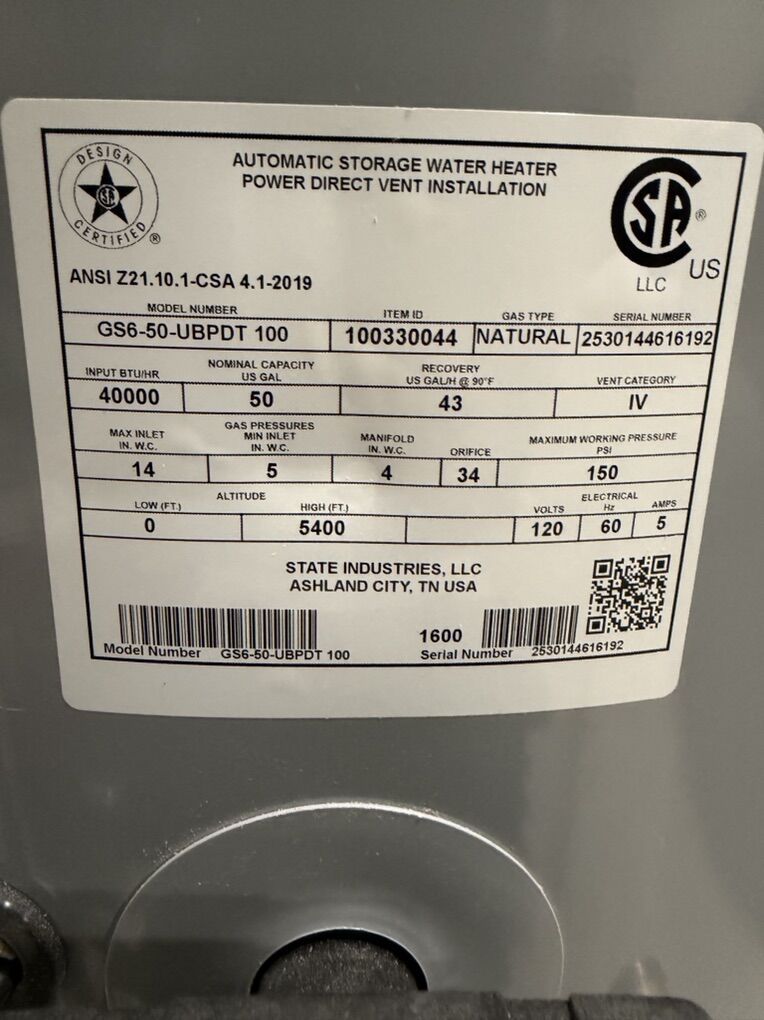 DESIGN
SA
CERTIFIED
®
AUTOMATIC STORAGE WATER HEATER
POWER DIRECT VENT INSTALLATION
SA
®
LLC
US
ANSI Z21.10.1-CSA 4.1-2019
MODEL NUMBER ITEM ID GAS TYPE SERIAL NUMBER
GS6-50-UBPDT 100 100330044 NATURAL 2530144616192
INPUT BTU/HR NOMINAL CAPACITY US GAL RECOVERY US GAL/H @ 90°F VENT CATEGORY
40000 50 43 IV
GAS PRESSURES
MAX INLET IN. W.C. MIN INLET IN. W.C. MANIFOLD IN. W.C. ORIFICE MAXIMUM WORKING PRESSURE PSI
14 5 4 34 150
ALTITUDE ELECTRICAL
LOW (FT.) HIGH (FT.) VOLTS Hz AMPS
0 5400 120 60 5
STATE INDUSTRIES, LLC
ASHLAND CITY, TN USA
1600
Model Number GS6-50-UBPDT 100 Serial Number 2530144616192